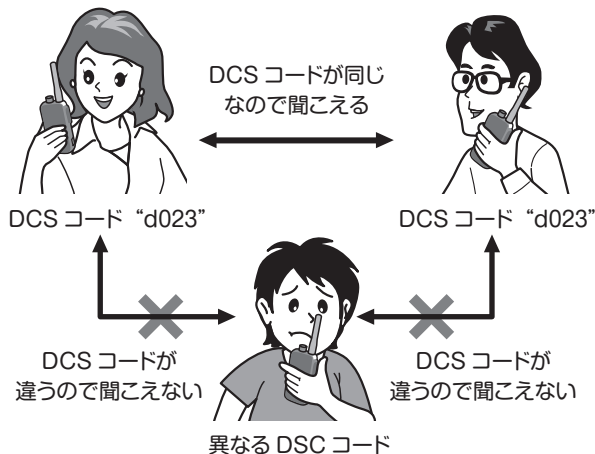 DCS コードが同じ
なので聞こえる
DCS コード “d023”
DCS コード “d023”
DCS コードが
違うので聞こえない
DCS コードが
違うので聞こえない
異なる DSC コード